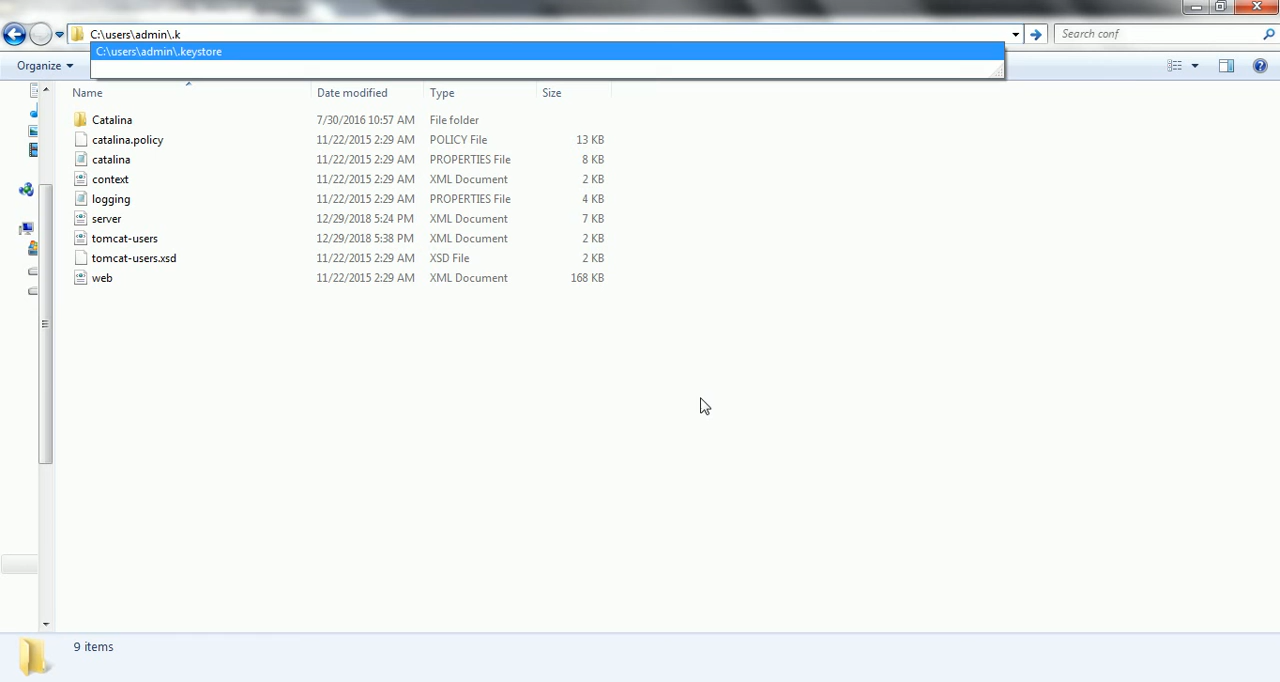 C:\users\admin\.k
Search conf
C:\users\admin\.keystore
Organize
Name Date modified Type Size
Catalina 7/30/2016 10:57 AM File folder
catalina.policy 11/22/2015 2:29 AM POLICY File 13 KB
catalina 11/22/2015 2:29 AM PROPERTIES File 8 KB
context 11/22/2015 2:29 AM XML Document 2 KB
logging 11/22/2015 2:29 AM PROPERTIES File 4 KB
server 12/29/2018 5:24 PM XML Document 7 KB
tomcat-users 12/29/2018 5:38 PM XML Document 2 KB
tomcat-users.xsd 11/22/2015 2:29 AM XSD File 2 KB
web 11/22/2015 2:29 AM XML Document 168 KB
9 items